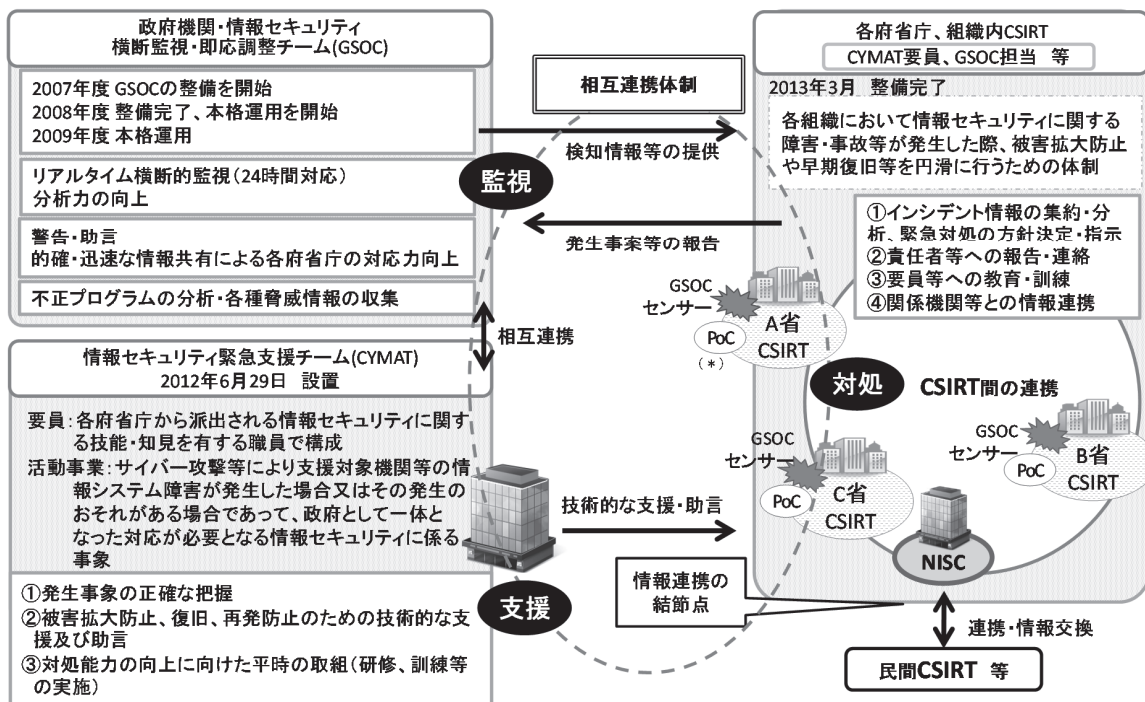 政府機関・情報セキュリティ
横断監視・即応調整チーム(GSOC)
2007年度 GSOCの整備を開始
2008年度 整備完了、本格運用を開始
2009年度 本格運用
リアルタイム横断的監視(24時間対応)
分析力の向上
警告・助言
的確・迅速な情報共有による各府省庁の対応力向上
不正プログラムの分析・各種脅威情報の収集
相互連携
情報セキュリティ緊急支援チーム(CYMAT)
2012年6月29日 設置
要員:各府省庁から派出される情報セキュリティに関す
る技能・知見を有する職員で構成
活動事業:サイバー攻撃等により支援対象機関等の情
報システム障害が発生した場合又はその発生の
おそれがある場合であって、政府として一体と
なった対応が必要となる情報セキュリティに係る
事象
①発生事象の正確な把握
②被害拡大防止、復旧、再発防止のための技術的な支
援及び助言
③対処能力の向上に向けた平時の取組(研修、訓練等
の実施)
相互連携体制
検知情報等の提供
監視
発生事案等の報告
技術的な支援・助言
支援
情報連携の
結節点
各府省庁、組織内CSIRT
CYMAT要員、GSOC担当 等
2013年3月 整備完了
各組織において情報セキュリティに関する
障害・事故等が発生した際、被害拡大防止
や早期復旧等を円滑に行うための体制
①インシデント情報の集約・分
析、緊急対処の方針決定・指示
②責任者等への報告・連絡
③要員等への教育・訓練
④関係機関等との情報連携
GSOC
センサー
PoC
(*)
A省
CSIRT
対処
CSIRT間の連携
GSOC
センサー
PoC
C省
CSIRT
GSOC
センサー
PoC
B省
CSIRT
NISC
連携・情報交換
民間CSIRT 等